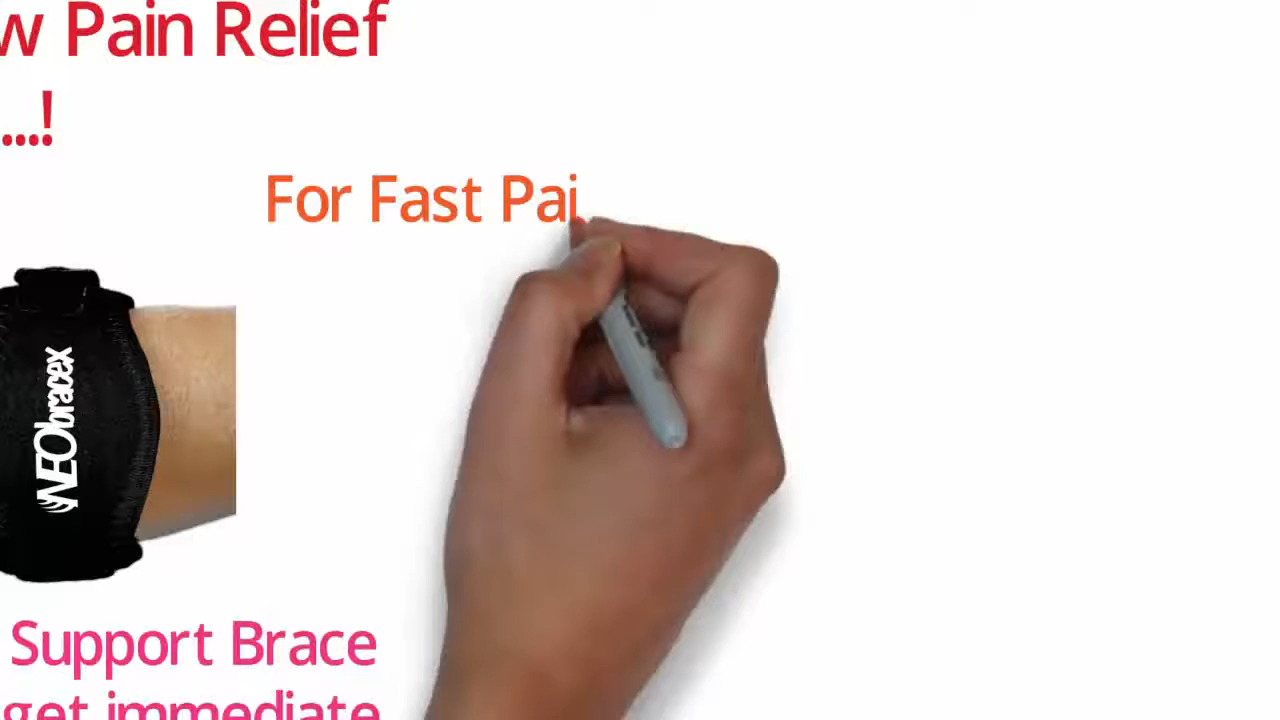 w Pain Relief
...!
For Fast Pai
NEObracex
Support Brace
get immediate